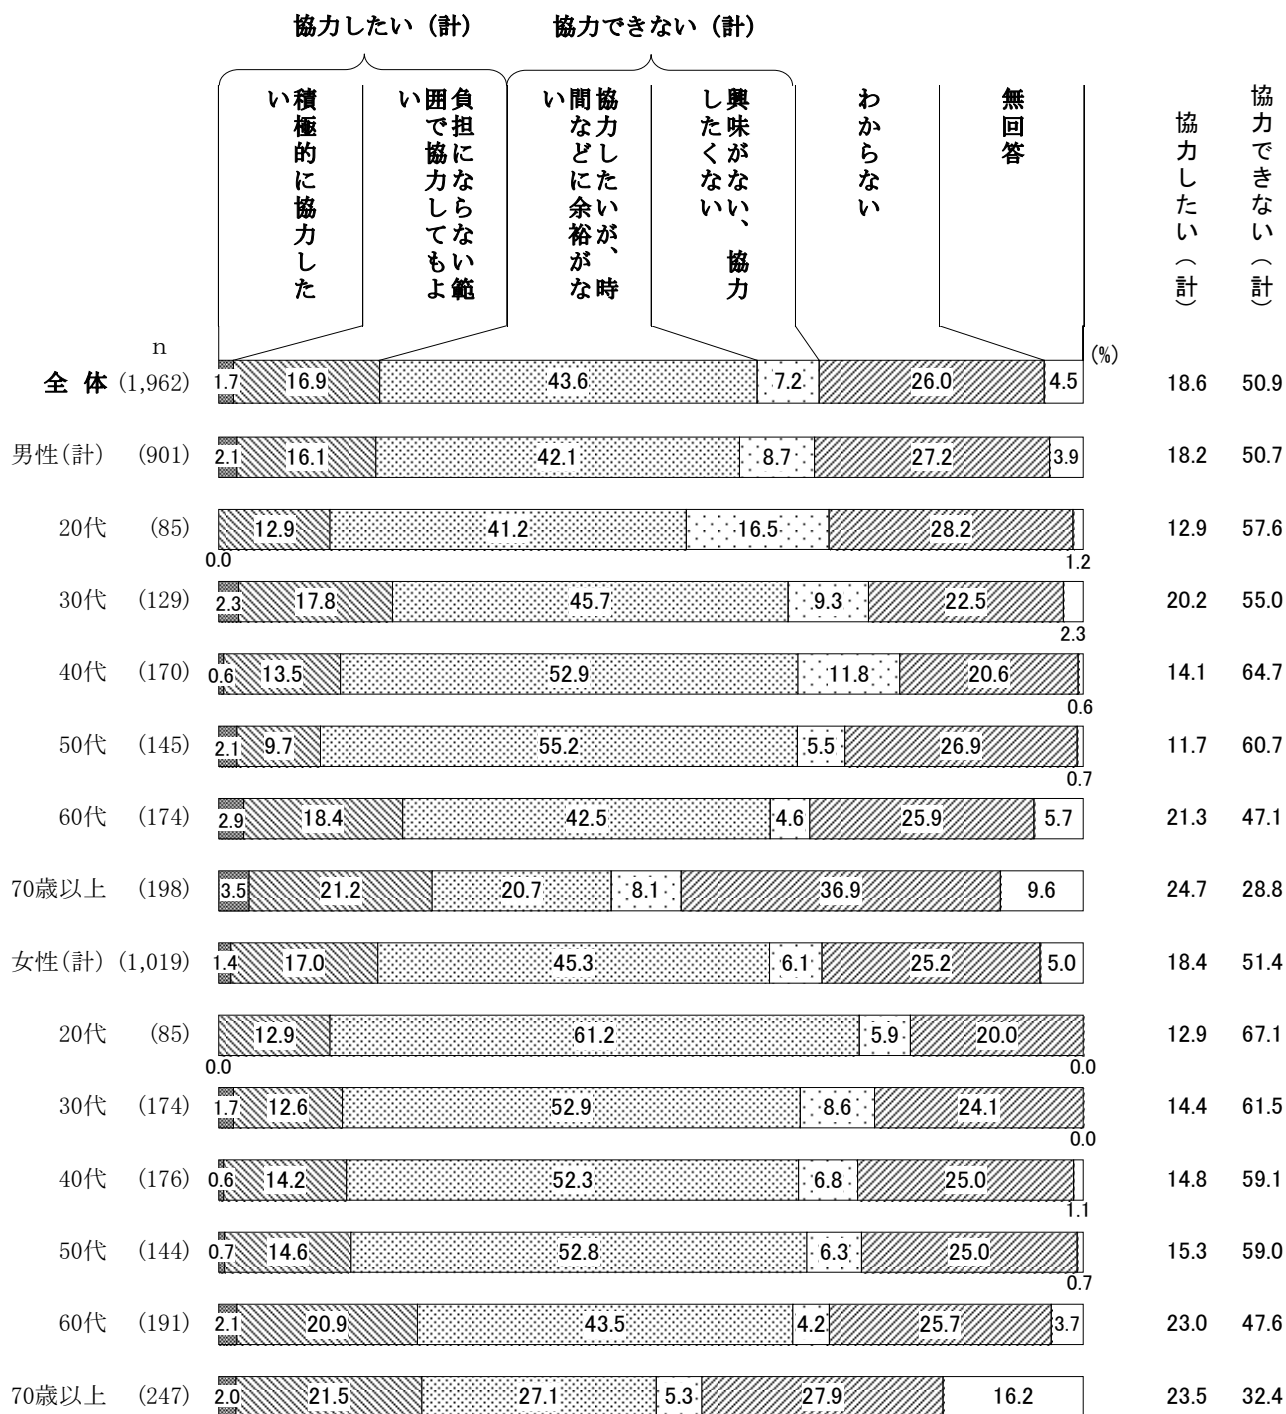 協力したい（計）　協力できない（計）
積極的に協力した
い
負担にならない範
囲で協力してもよ
い
協力したいが、時
間などに余裕がな
い
興味がない、協力
したくない
わからない
無回答
協力したい（計）
協力できない（計）
n
(%)
全体 (1,962) 1.7 16.9 43.6 7.2 26.0 4.5 18.6 50.9
男性(計) (901) 2.1 16.1 42.1 8.7 27.2 3.9 18.2 50.7
20代 (85) 12.9 41.2 16.5 28.2 12.9 57.6
0.0 1.2
30代 (129) 2.3 17.8 45.7 9.3 22.5 20.2 55.0
2.3
40代 (170) 0.6 13.5 52.9 11.8 20.6 14.1 64.7
0.6
50代 (145) 2.1 9.7 55.2 5.5 26.9 11.7 60.7
0.7
60代 (174) 2.9 18.4 42.5 4.6 25.9 5.7 21.3 47.1
70歳以上 (198) 3.5 21.2 20.7 8.1 36.9 9.6 24.7 28.8
女性(計) (1,019) 1.4 17.0 45.3 6.1 25.2 5.0 18.4 51.4
20代 (85) 12.9 61.2 5.9 20.0 12.9 67.1
0.0 0.0
30代 (174) 1.7 12.6 52.9 8.6 24.1 14.4 61.5
0.0
40代 (176) 0.6 14.2 52.3 6.8 25.0 14.8 59.1
1.1
50代 (144) 0.7 14.6 52.8 6.3 25.0 15.3 59.0
0.7
60代 (191) 2.1 20.9 43.5 4.2 25.7 3.7 23.0 47.6
70歳以上 (247) 2.0 21.5 27.1 5.3 27.9 16.2 23.5 32.4